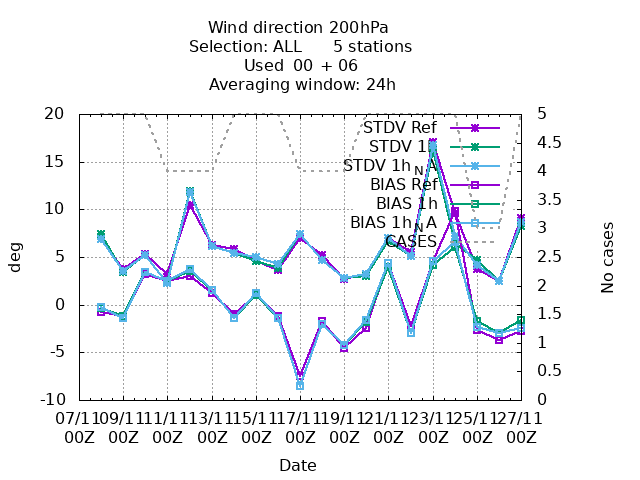 Wind direction 200hPa
Selection: ALL 5 stations
Used 00 + 06
Averaging window: 24h
20
15
10
5
0
-5
-10
deg
5
4.5
4
3.5
3
2.5
2
1.5
1
0.5
0
No cases
STDV Ref
STDV 1h
STDV 1h_NA
BIAS Ref
BIAS 1h
BIAS 1h_NA
CASES
07/11 09/11 11/11 13/11 15/11 17/11 19/11 21/11 23/11 25/11 27/11
00Z 00Z 00Z 00Z 00Z 00Z 00Z 00Z 00Z 00Z 00Z
Date